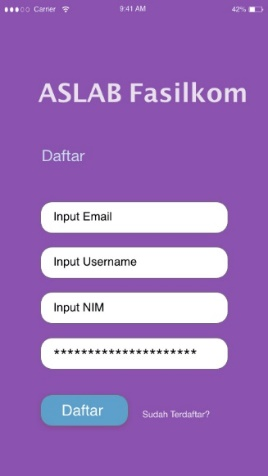 Carrier 9:41 AM 42%
ASLAB Fasilkom
Daftar
Input Email
Input Username
Input NIM
*********************
Daftar
Sudah Terdaftar?